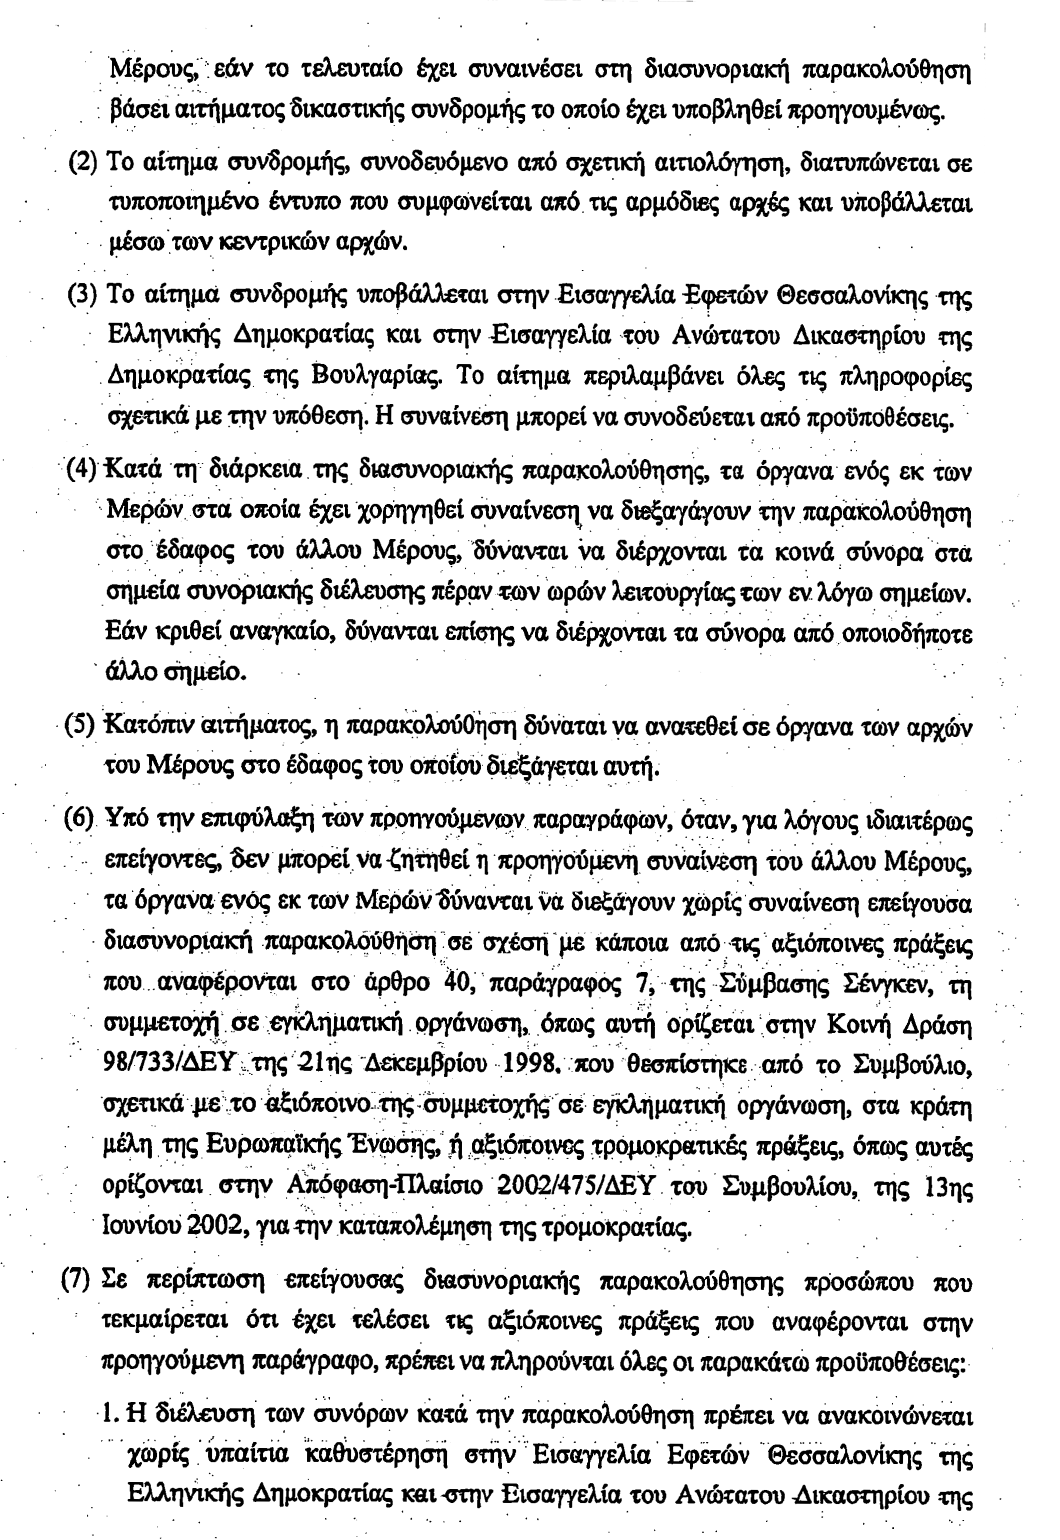 Μέρους, εάν το τελευταίο έχει συναινέσει στη διασυνοριακή παρακολούθηση
βάσει αιτήματος δικαστικής συνδρομής το οποίο έχει υποβληθεί προηγουμένως.
(2) Το αίτημα συνδρομής, συνοδευόμενο από σχετική αιτιολόγηση, διατυπώνεται σε
τυποποιημένο έντυπο που συμφωνείται από τις αρμόδιες αρχές και υποβάλλεται
μέσω των κεντρικών αρχών.
(3) Το αίτημα συνδρομής υποβάλλεται στην Εισαγγελία Εφετών Θεσσαλονίκης της
Ελληνικής Δημοκρατίας και στην Εισαγγελία του Ανώτατου Δικαστηρίου της
Δημοκρατίας της Βουλγαρίας. Το αίτημα περιλαμβάνει όλες τις πληροφορίες
σχετικά με την υπόθεση. Η συναίνεση μπορεί να συνοδεύεται από προϋποθέσεις.
(4) Κατά τη διάρκεια της διασυνοριακής παρακολούθησης, τα όργανα ενός εκ των
Μερών στα οποία έχει χορηγηθεί συναίνεση να διεξαγάγουν την παρακολούθηση
στο έδαφος του άλλου Μέρους, δύνανται να διέρχονται τα κοινά σύνορα στα
σημεία συνοριακής διέλευσης πέραν των ωρών λειτουργίας των εν λόγω σημείων.
Εάν κριθεί αναγκαίο, δύνανται επίσης να διέρχονται τα σύνορα από οποιοδήποτε
άλλο σημείο.
(5) Κατόπιν αιτήματος, η παρακολούθηση δύναται να ανατεθεί σε όργανα των αρχών
του Μέρους στο έδαφος του οποίου διεξάγεται αυτή.
(6) Υπό την επιφύλαξη των προηγούμενων παραγράφων, όταν, για λόγους ιδιαιτέρως
επείγοντες, δεν μπορεί να ζητηθεί η προηγούμενη συναίνεση του άλλου Μέρους,
τα όργανα ενός εκ των Μερών δύνανται να διεξάγουν χωρίς συναίνεση επείγουσα
διασυνοριακή παρακολούθηση σε σχέση με κάποια από τις αξιόποινες πράξεις
που αναφέρονται στο άρθρο 40, παράγραφος 7, της Σύμβασης Σένγκεν, τη
συμμετοχή σε εγκληματική οργάνωση, όπως αυτή ορίζεται στην Κοινή Δράση
98/733/ΔΕΥ της 21ης Δεκεμβρίου 1998. που θεσπίστηκε από το Συμβούλιο,
σχετικά με το αξιόποινο της συμμετοχής σε εγκληματική οργάνωση, στα κράτη
μέλη της Ευρωπαϊκής Ένωσης, ή αξιόποινες τρομοκρατικές πράξεις, όπως αυτές
ορίζονται στην Απόφαση-Πλαίσιο 2002/475/ΔΕΥ του Συμβουλίου, της 13ης
Ιουνίου 2002, για την καταπολέμηση της τρομοκρατίας.
(7) Σε περίπτωση επείγουσας διασυνοριακής παρακολούθησης προσώπου που
τεκμαίρεται ότι έχει τελέσει τις αξιόποινες πράξεις που αναφέρονται στην
προηγούμενη παράγραφο, πρέπει να πληρούνται όλες οι παρακάτω προϋποθέσεις:
1. Η διέλευση των συνόρων κατά την παρακολούθηση πρέπει να ανακοινώνεται
χωρίς υπαίτια καθυστέρηση στην Εισαγγελία Εφετών Θεσσαλονίκης της
Ελληνικής Δημοκρατίας και στην Εισαγγελία του Ανώτατου Δικαστηρίου της